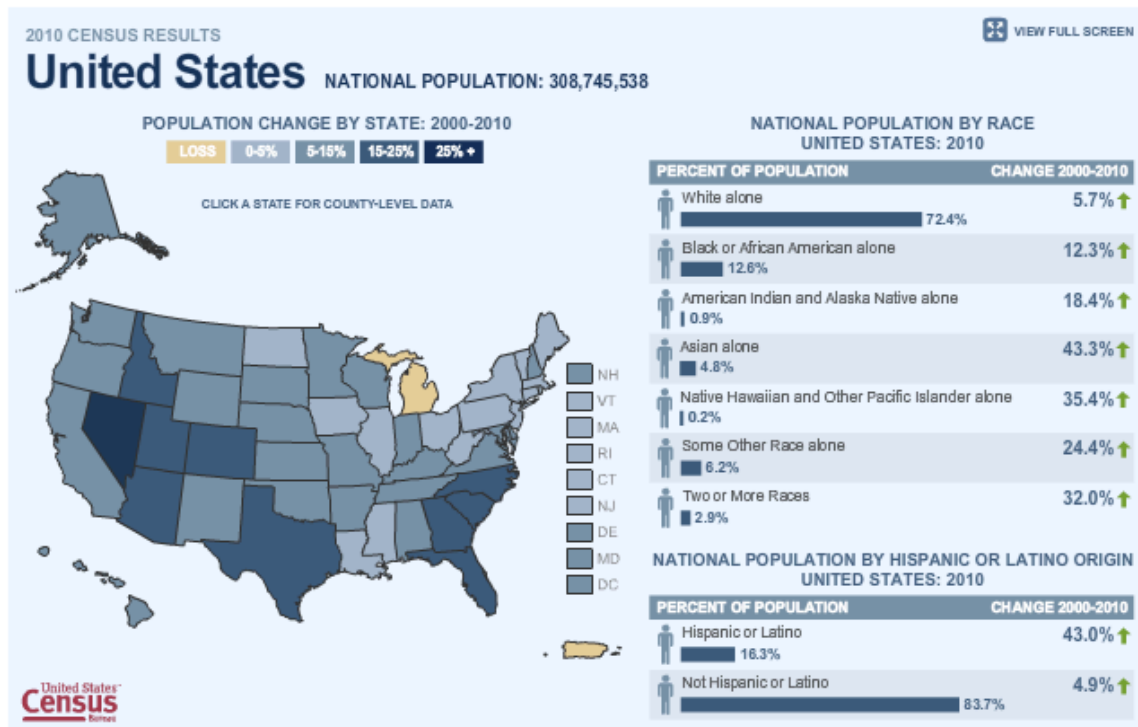 2010 CENSUS RESULTS
VIEW FULL SCREEN
United States NATIONAL POPULATION: 308,745,538
POPULATION CHANGE BY STATE: 2000-2010
LOSS 0-5% 5-15% 15-25% 25% +
CLICK A STATE FOR COUNTY-LEVEL DATA
NH
VT
MA
RI
CT
NJ
DE
MD
DC
United States
Census
Bureau
NATIONAL POPULATION BY RACE
UNITED STATES: 2010
PERCENT OF POPULATION CHANGE 2000-2010
White alone 5.7%
72.4%
Black or African American alone 12.3%
12.6%
American Indian and Alaska Native alone 18.4%
0.9%
Asian alone 43.3%
4.8%
Native Hawaiian and Other Pacific Islander alone 35.4%
0.2%
Some Other Race alone 24.4%
6.2%
Two or More Races 32.0%
2.9%
NATIONAL POPULATION BY HISPANIC OR LATINO ORIGIN
UNITED STATES: 2010
PERCENT OF POPULATION CHANGE 2000-2010
Hispanic or Latino 43.0%
16.3%
Not Hispanic or Latino 4.9%
83.7%